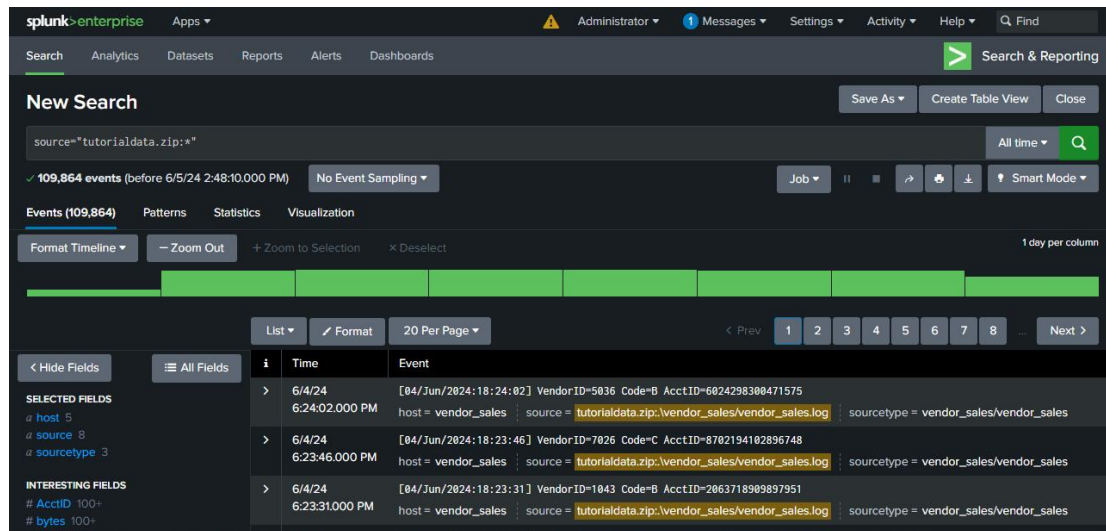 splunk>enterprise Apps ▾ Administrator ▾ 1 Messages ▾ Settings ▾ Activity ▾ Help ▾ Find
Search Analytics Datasets Reports Alerts Dashboards > Search & Reporting
New Search Save As ▾ Create Table View Close
source="tutorialdata.zip:*" All time ▾
✓ 109,864 events (before 6/5/24 2:48:10.000 PM) No Event Sampling ▾ Job ▾ Smart Mode ▾
Events (109,864) Patterns Statistics Visualization
Format Timeline ▾ — Zoom Out + Zoom to Selection × Deselect 1 day per column
List ▾ Format 20 Per Page ▾ < Prev 1 2 3 4 5 6 7 8 ... Next >
< Hide Fields All Fields i Time Event
SELECTED FIELDS
a host 5
a source 8
a sourcetype 3
INTERESTING FIELDS
# AcctID 100+
# bytes 100+
> 6/4/24 [04/Jun/2024:18:24:02] VendorID=5036 Code=B AcctID=6024298300471575
6:24:02.000 PM host = vendor_sales source = tutorialdata.zip:.\vendor_sales/vendor_sales.log sourcetype = vendor_sales/vendor_sales
> 6/4/24 [04/Jun/2024:18:23:46] VendorID=7026 Code=C AcctID=8702194102896748
6:23:46.000 PM host = vendor_sales source = tutorialdata.zip:.\vendor_sales/vendor_sales.log sourcetype = vendor_sales/vendor_sales
> 6/4/24 [04/Jun/2024:18:23:31] VendorID=1043 Code=B AcctID=2063718909897951
6:23:31.000 PM host = vendor_sales source = tutorialdata.zip:.\vendor_sales/vendor_sales.log sourcetype = vendor_sales/vendor_sales